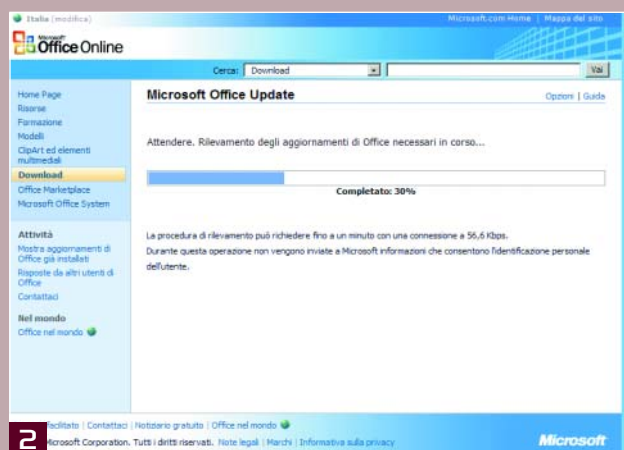 Italia (modifica)
Microsoft.com Home | Mappa del sito
Microsoft
Office Online
Cerca: Download Vai
Home Page
Risorse
Formazione
Modelli
ClipArt ed elementi
multimediali
Download
Office Marketplace
Microsoft Office System
Attività
Mostra aggiornamenti di
Office già installati
Risposte da altri utenti di
Office
Contattaci
Nel mondo
Office nel mondo
Microsoft Office Update
Opzioni | Guida
Attendere. Rilevamento degli aggiornamenti di Office necessari in corso...
Completato: 30%
La procedura di rilevamento può richiedere fino a un minuto con una connessione a 56,6 Kbps.
Durante questa operazione non vengono inviate a Microsoft informazioni che consentono l'identificazione personale
dell'utente.
facilitato | Contattaci | Notiziario gratuito | Office nel mondo
Microsoft Corporation. Tutti i diritti riservati. Note legali | Marchi | Informativa sulla privacy
Microsoft
2